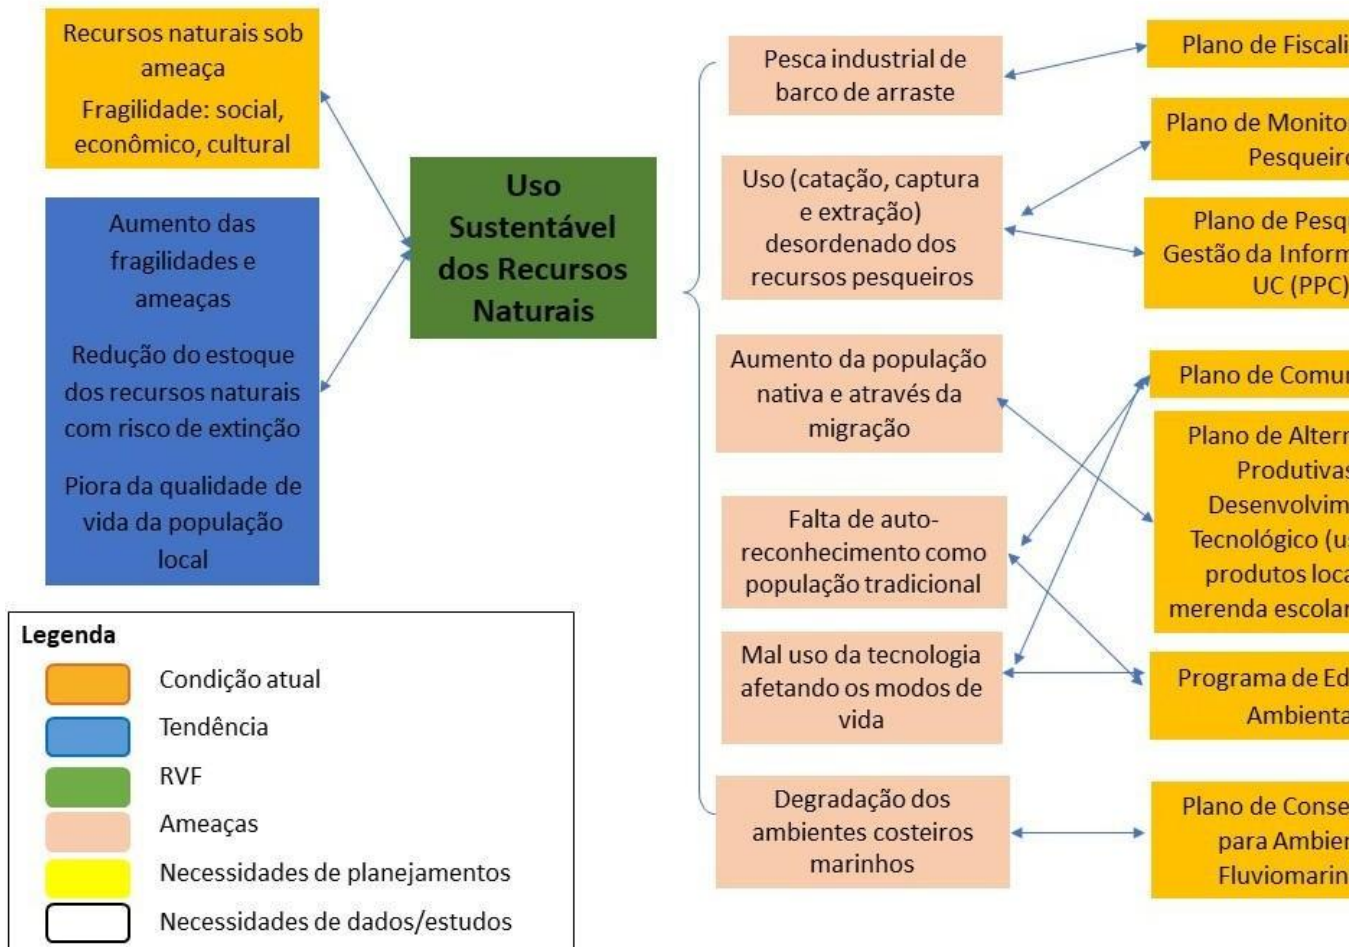 Recursos naturais sob
ameaça
Fragilidade: social,
econômico, cultural
Aumento das
fragilidades e
ameaças
Redução do estoque
dos recursos naturais
com risco de extinção
Piora da qualidade de
vida da população
local
Uso
Sustentável
dos Recursos
Naturais
Pesca industrial de
barco de arraste
Uso (catação, captura
e extração)
desordenado dos
recursos pesqueiros
Aumento da população
nativa e através da
migração
Falta de auto-
reconhecimento como
população tradicional
Mal uso da tecnologia
afetando os modos de
vida
Degradação dos
ambientes costeiros
marinhos
Plano de Fiscali
Plano de Monito
Pesqueir
Plano de Pesq
Gestão da Inform
UC (PPC)
Plano de Comu
Plano de Altern
Produtivas
Desenvolvim
Tecnológico (u
produtos loca
merenda escolar
Programa de Ed
Ambienta
Plano de Conse
para Ambie
Fluviomarin
Legenda
Condição atual
Tendência
RVF
Ameaças
Necessidades de planejamentos
Necessidades de dados/estudos